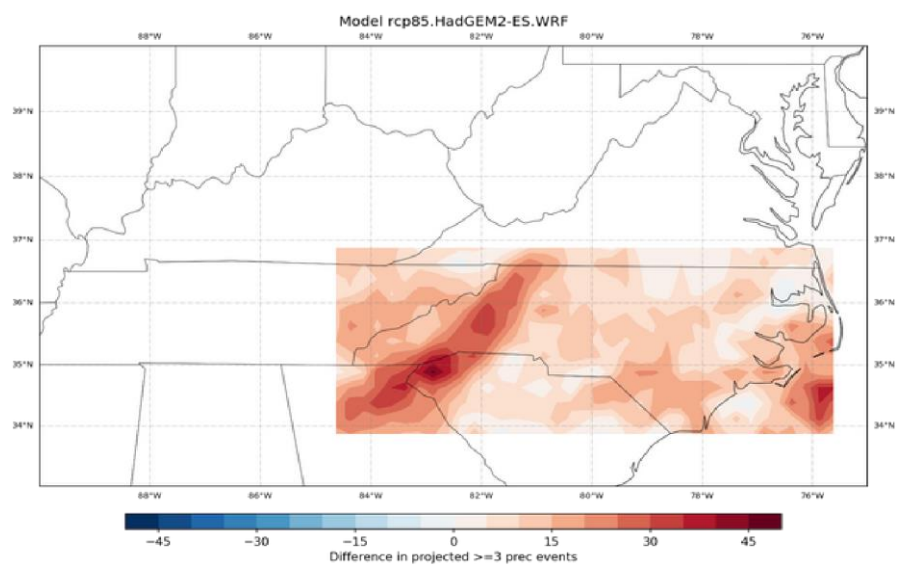 Model rcp85.HadGEM2-ES.WRF
88°W 86°W 84°W 82°W 80°W 78°W 76°W
39°N 39°N
38°N 38°N
37°N 37°N
36°N 36°N
35°N 35°N
34°N 34°N
88°W 86°W 84°W 82°W 80°W 78°W 76°W
−45 −30 −15 0 15 30 45
Difference in projected >=3 prec events